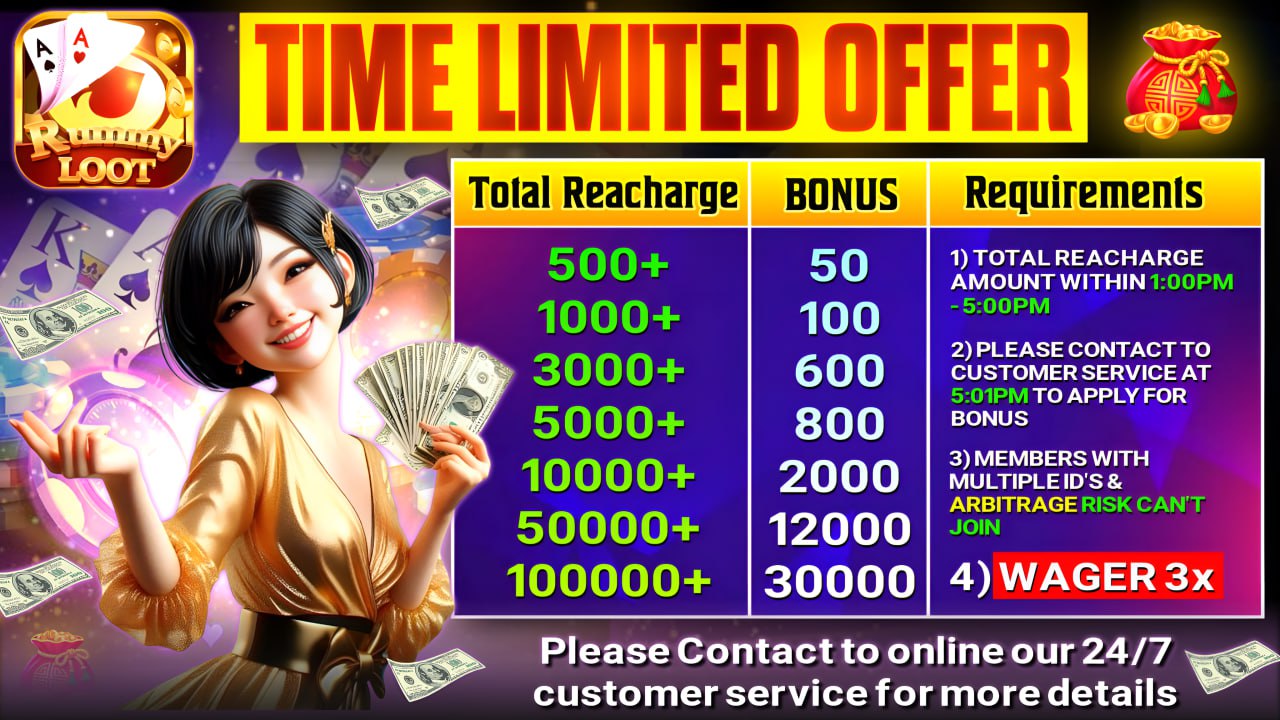 A
A
Rummy
LOOT
TIME LIMITED OFFER
Total Reacharge
BONUS
Requirements
500+
50
1000+
100
3000+
600
5000+
800
10000+
2000
50000+
12000
100000+
30000
1) TOTAL REACHARGE
AMOUNT WITHIN 1:00PM
- 5:00PM
2) PLEASE CONTACT TO
CUSTOMER SERVICE AT
5:01PM TO APPLY FOR
BONUS
3) MEMBERS WITH
MULTIPLE ID'S &
ARBITRAGE RISK CAN'T
JOIN
4) WAGER 3x
K
Please Contact to online our 24/7
customer service for more details